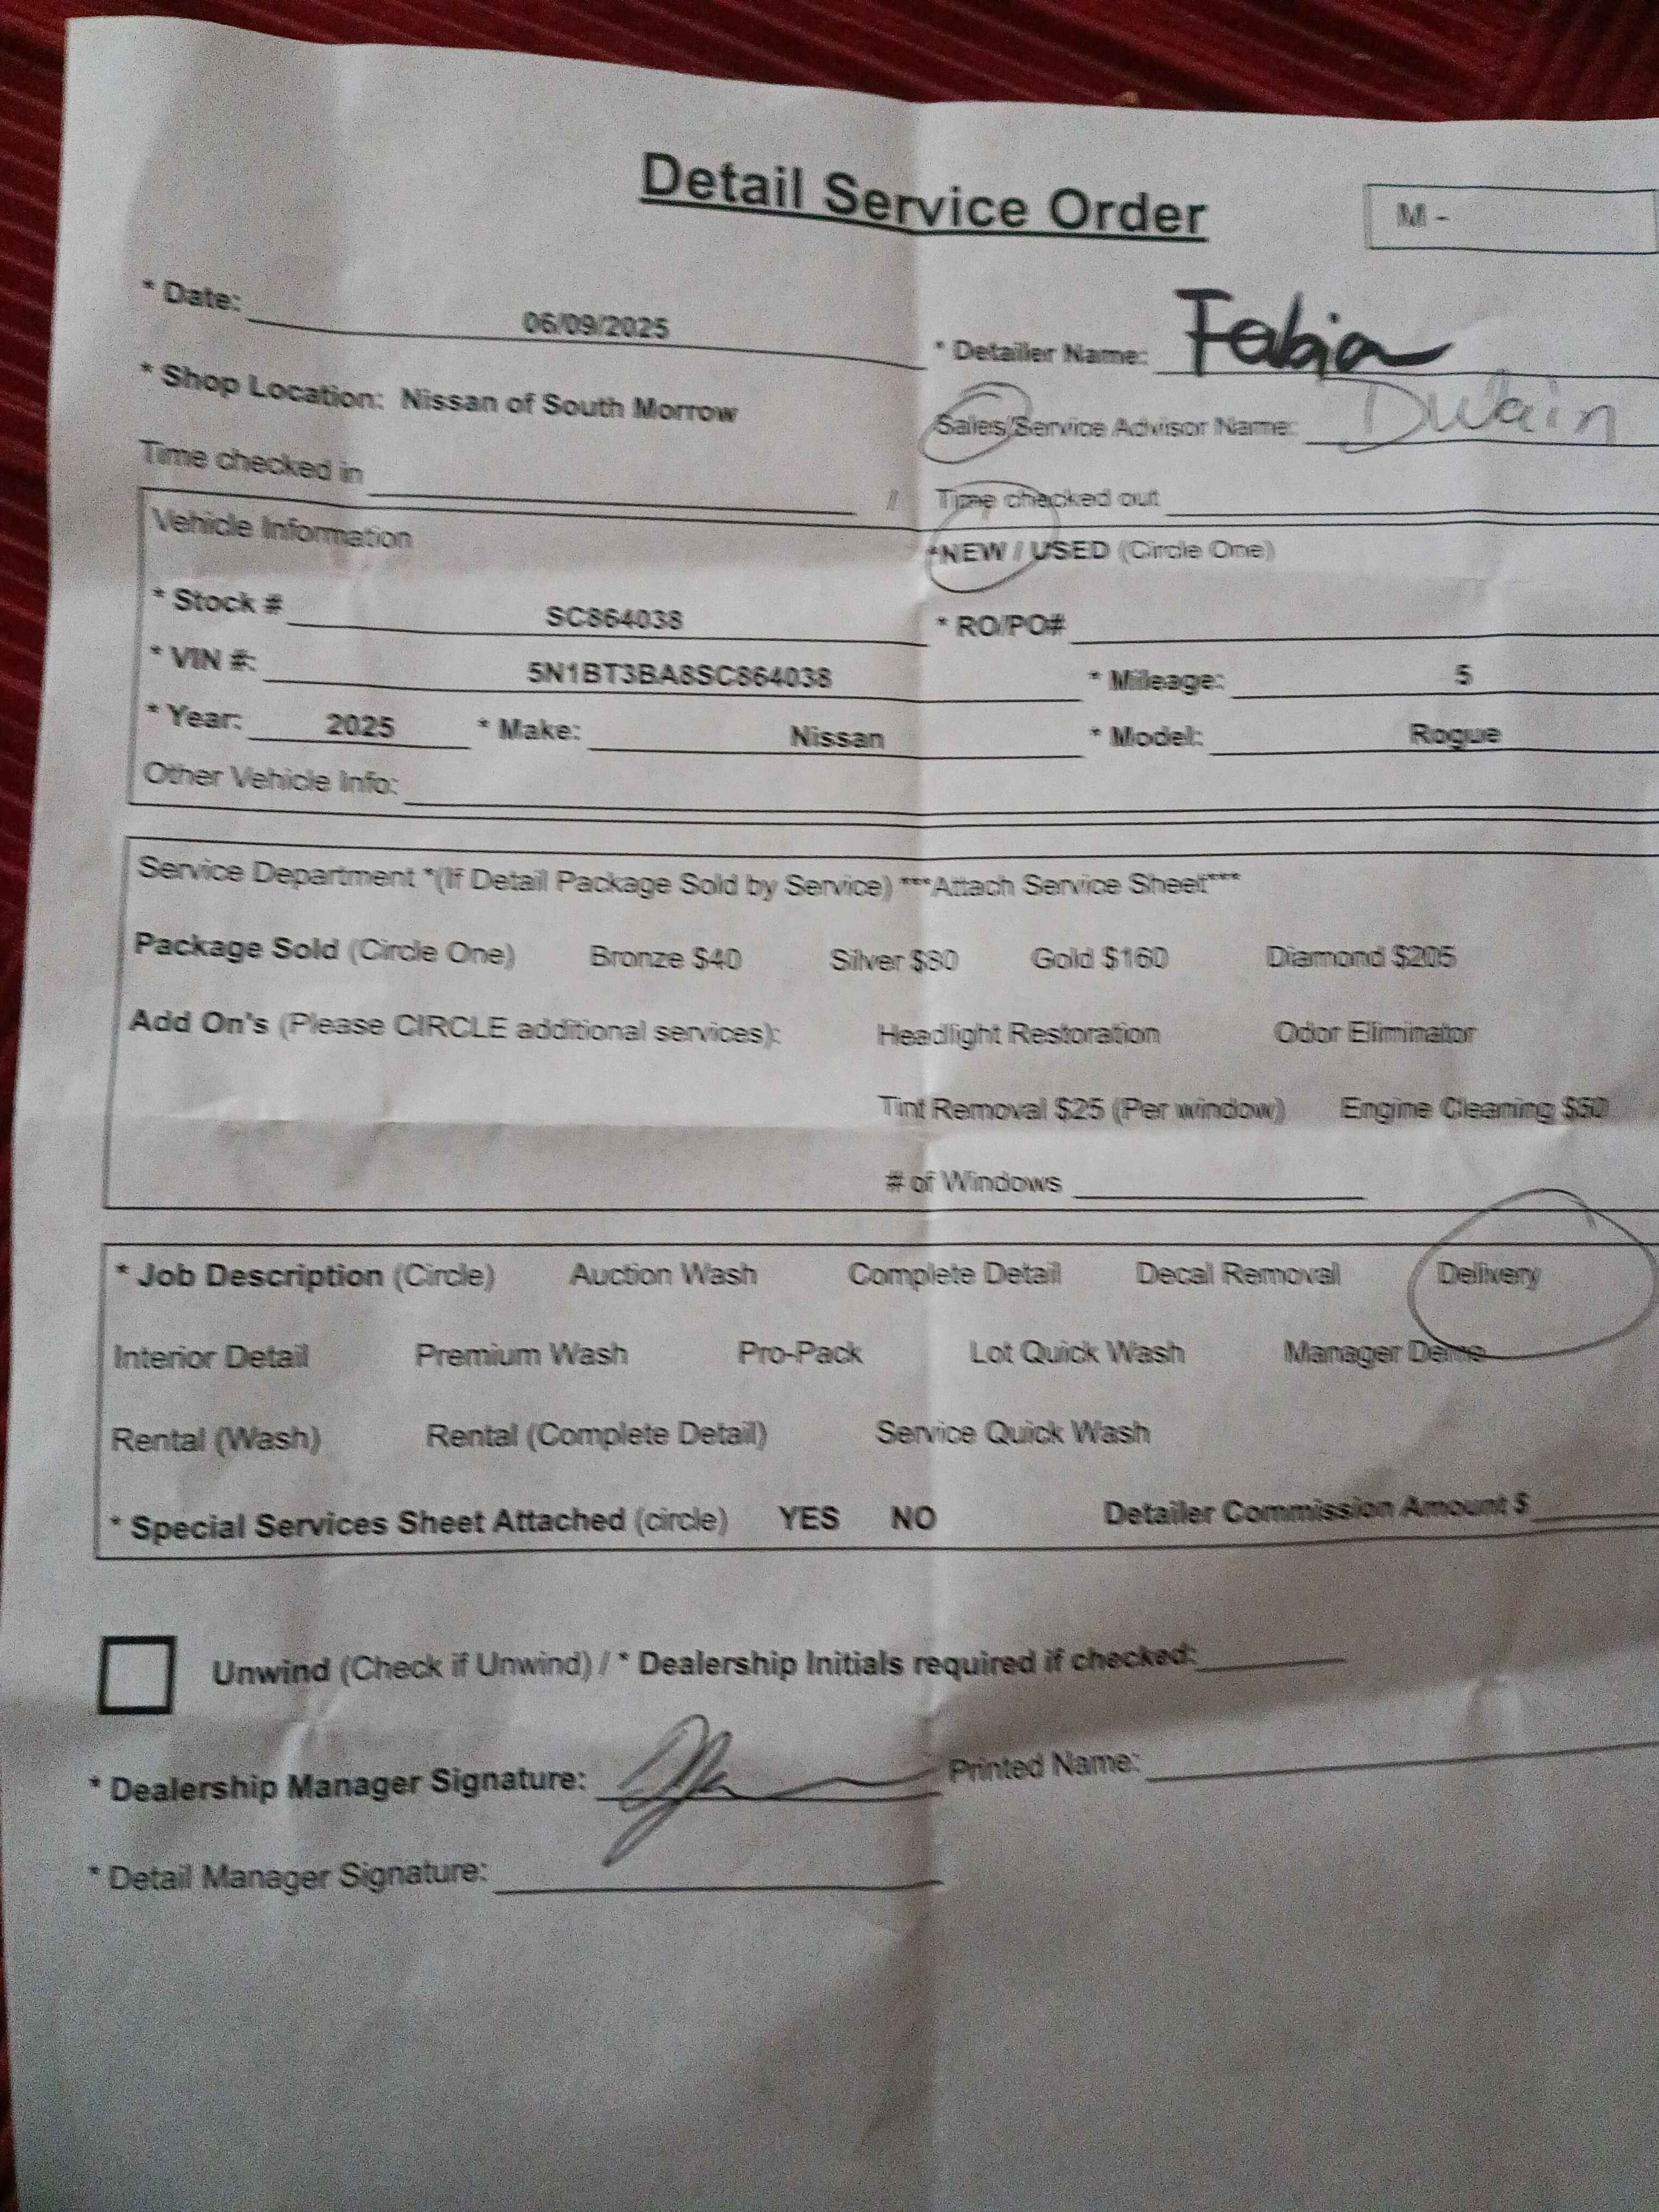 Detail Service Order
M -
* Date: 06/09/2025
* Detailer Name: Fabian
* Shop Location: Nissan of South Morrow
Sales/Service Advisor Name: Dwain
Time checked in / Time checked out
Vehicle Information
*NEW / USED (Circle One)
* Stock # SC864038 * RO/PO#
* VIN #: 5N1BT3BA8SC864038 * Mileage: 5
* Year: 2025 * Make: Nissan * Model: Rogue
Other Vehicle Info:
Service Department *(If Detail Package Sold by Service) ***Attach Service Sheet***
Package Sold (Circle One) Bronze $40 Silver $80 Gold $160 Diamond $205
Add On's (Please CIRCLE additional services): Headlight Restoration Odor Eliminator
Tint Removal $25 (Per window) Engine Cleaning $50
# of Windows
* Job Description (Circle) Auction Wash Complete Detail Decal Removal Delivery
Interior Detail Premium Wash Pro-Pack Lot Quick Wash Manager Demo
Rental (Wash) Rental (Complete Detail) Service Quick Wash
* Special Services Sheet Attached (circle) YES NO Detailer Commission Amount $
Unwind (Check if Unwind) / * Dealership Initials required if checked:
* Dealership Manager Signature: Printed Name:
* Detail Manager Signature: